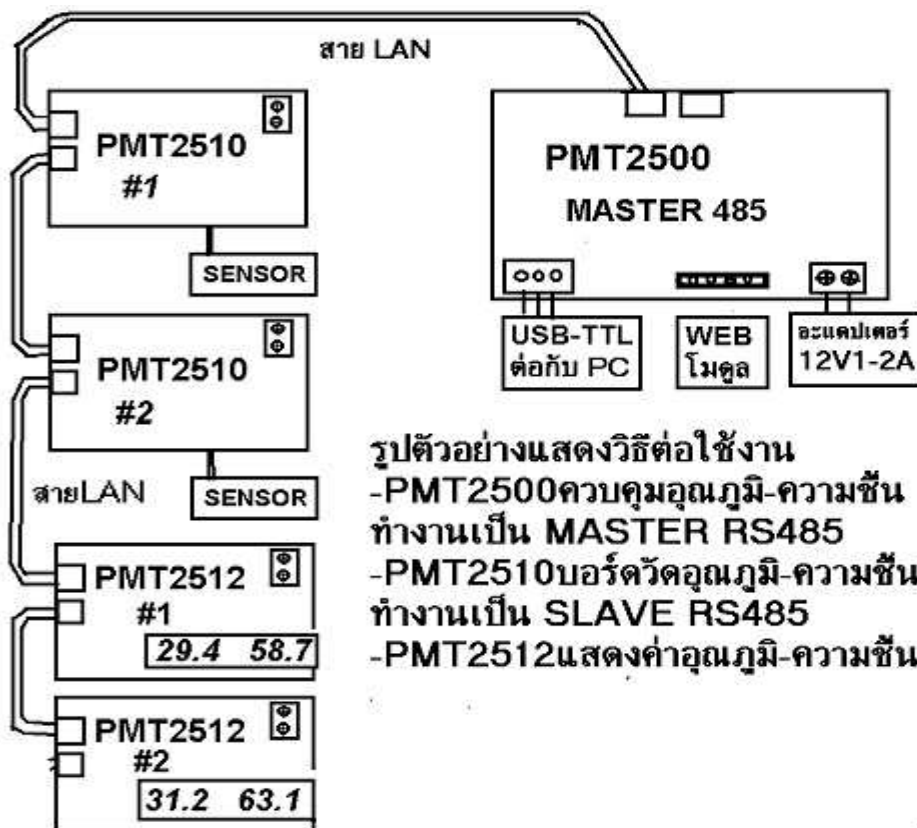 สาย LAN
PMT2510
#1
SENSOR
PMT2500
MASTER 485
USB-TTL
ต่อกับ PC
WEB
โมดูล
อะแดปเตอร์
12V1-2A
PMT2510
#2
SENSOR
สายLAN
PMT2512
#1
29.4 58.7
PMT2512
#2
31.2 63.1
รูปตัวอย่างแสดงวิธีต่อใช้งาน
-PMT2500ควบคุมอุณภูมิ-ความชื้น
ทำงานเป็น MASTER RS485
-PMT2510บอร์ดวัดอุณภูมิ-ความชื้น
ทำงานเป็น SLAVE RS485
-PMT2512แสดงค่าอุณภูมิ-ความชื้น